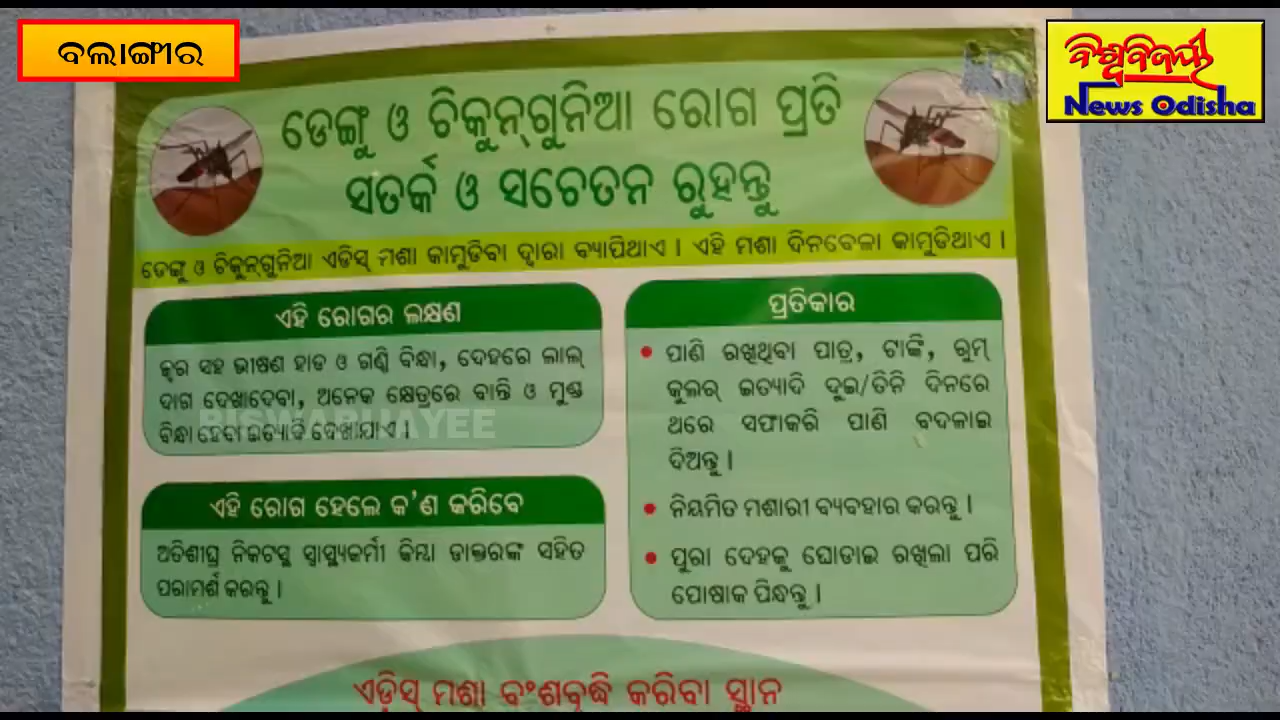 ବଲାଙ୍ଗୀର
ବିଶ୍ୱବିଜୟୀ
News Odisha
ଡେଙ୍ଗୁ ଓ ଚିକୁନ୍‌ଗୁନିଆ ରୋଗ ପ୍ରତି
ସତର୍କ ଓ ସଚେତନ ରୁହନ୍ତୁ
ଡେଙ୍ଗୁ ଓ ଚିକୁନ୍‌ଗୁନିଆ ଏଡିସ୍ ମଶା କାମୁଡିବା ଦ୍ୱାରା ବ୍ୟାପିଥାଏ । ଏହି ମଶା ଦିନବେଳା କାମୁଡିଥାଏ ।
ଏହି ରୋଗର ଲକ୍ଷଣ
ଜ୍ୱର ସହ ଭୀଷଣ ହାଡ ଓ ଗଣ୍ଠି ବିନ୍ଧା, ଦେହରେ ଲାଲ୍
ଦାଗ ଦେଖାଦେବା, ଅନେକ କ୍ଷେତ୍ରରେ ବାନ୍ତି ଓ ମୁଣ୍ଡ
ବିନ୍ଧା ହେବା ଇତ୍ୟାଦି ଦେଖାଯାଏ ।
BISWABIJAYEE
ଏହି ରୋଗ ହେଲେ କ'ଣ କରିବେ
ଅତିଶୀଘ୍ର ନିକଟସ୍ଥ ସ୍ୱାସ୍ଥ୍ୟକର୍ମୀ କିମ୍ବା ଡାକ୍ତରଙ୍କ ସହିତ
ପରାମର୍ଶ କରନ୍ତୁ ।
ପ୍ରତିକାର
• ପାଣି ରଖିଥିବା ପାତ୍ର, ଟାଙ୍କି, ରୁମ୍
କୁଲର୍ ଇତ୍ୟାଦି ଦୁଇ/ତିନି ଦିନରେ
ଥରେ ସଫାକରି ପାଣି ବଦଳାଇ
ଦିଅନ୍ତୁ ।
• ନିୟମିତ ମଶାରୀ ବ୍ୟବହାର କରନ୍ତୁ ।
• ପୁରା ଦେହକୁ ଘୋଡାଇ ରଖିଲା ପରି
ପୋଷାକ ପିନ୍ଧନ୍ତୁ ।
ଏଡ଼ିସ୍ ମଶା ବଂଶବୃଦ୍ଧି କରିବା ସ୍ଥାନ